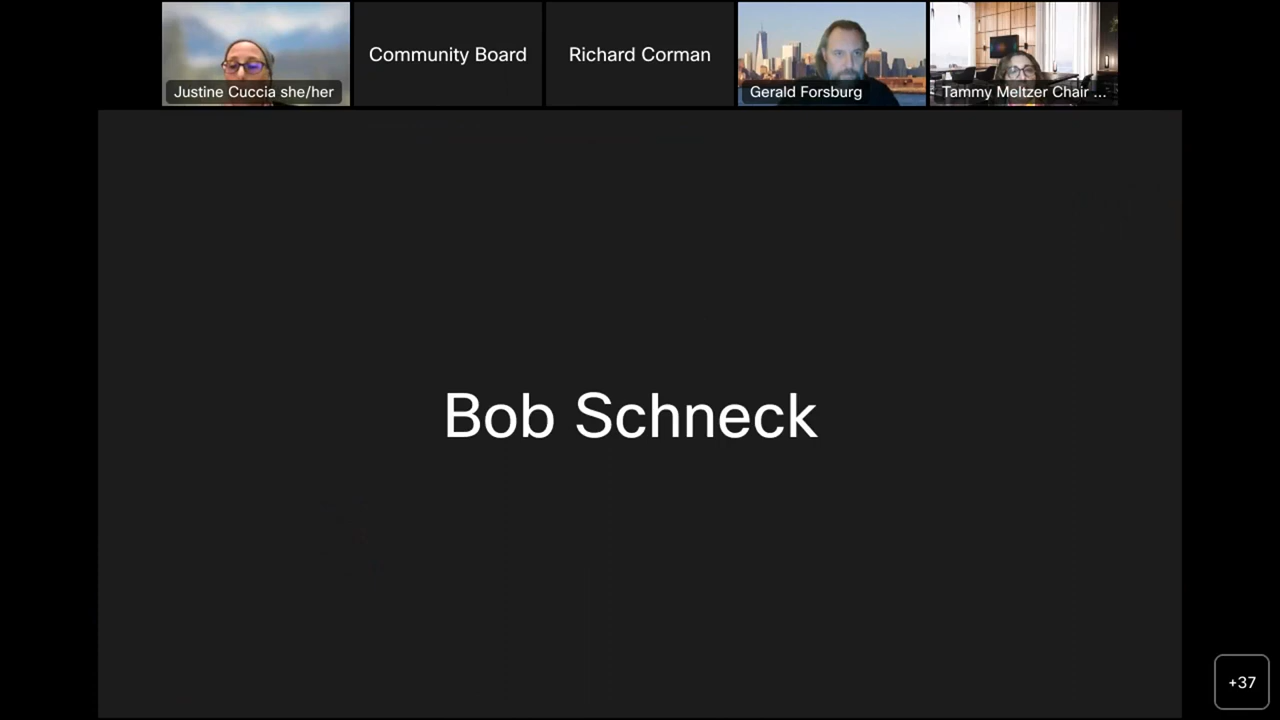 Justine Cuccia she/her
Community Board
Richard Corman
Gerald Forsburg
Tammy Meltzer Chair ...
Bob Schneck
+37